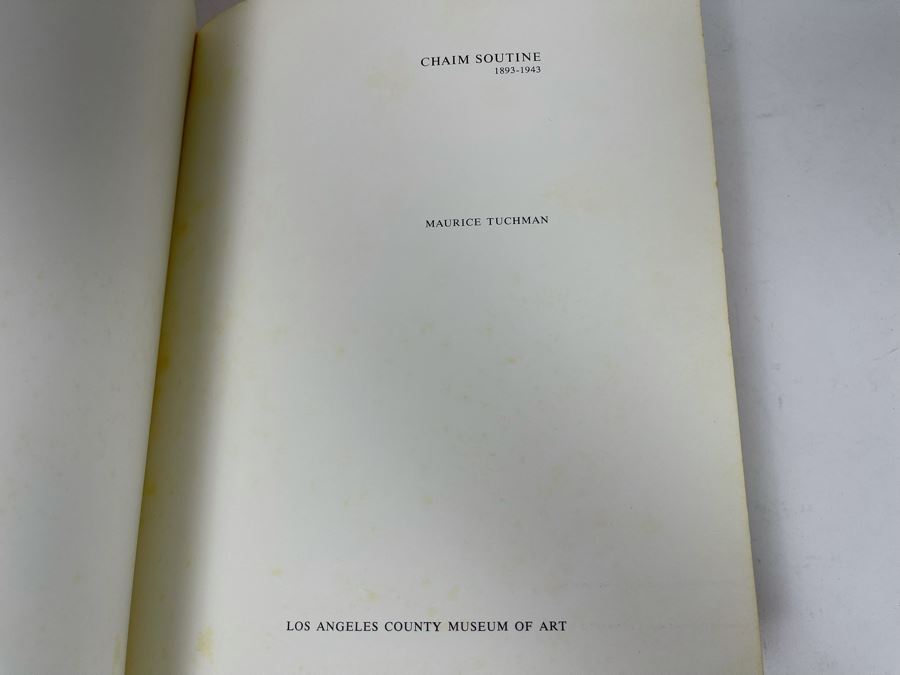 CHAIM SOUTINE
1893-1943
MAURICE TUCHMAN
LOS ANGELES COUNTY MUSEUM OF ART